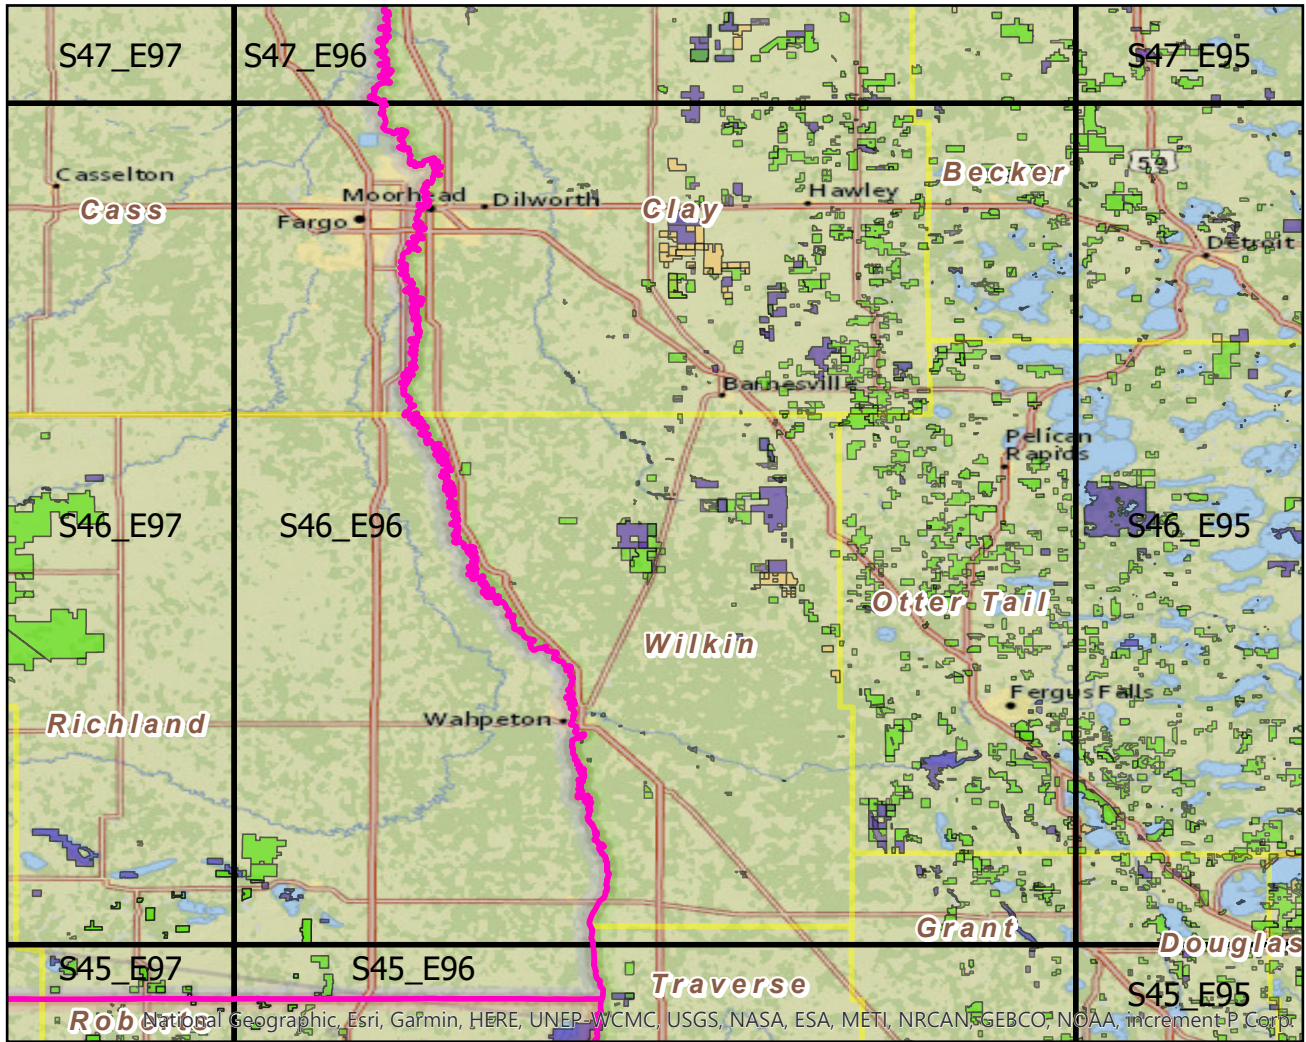 S47_E97
S47_E96
S47_E95
59
Casselton
Becker
Moorhead
Dilworth
Hawley
Cass
Clay
Fargo
Detroit
Barnesville
Pelican
Rapids
S46_E97
S46_E96
S46_E95
Otter Tail
Wilkin
Fergus Falls
Richland
Wahpeton
Grant
Douglas
S45_E97
S45_E96
Traverse
S45_E95
Roberts
National Geographic, Esri, Garmin, HERE, UNEP-WCMC, USGS, NASA, ESA, METI, NRCAN, GEBCO, NOAA, increment P Corp.